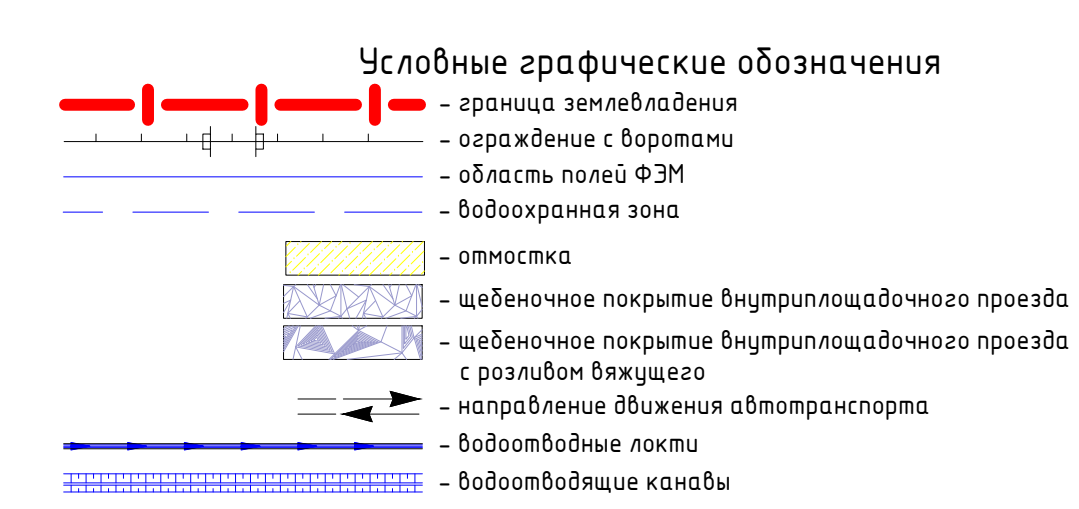 Условные графические обозначения
- граница землевладения
- ограждение с воротами
- область полей ФЭМ
- водоохранная зона
- отмостка
- щебеночное покрытие внутриплощадочного проезда
- щебеночное покрытие внутриплощадочного проезда
с розливом вяжущего
- направление движения автотранспорта
- водоотводные локти
- водоотводящие канавы